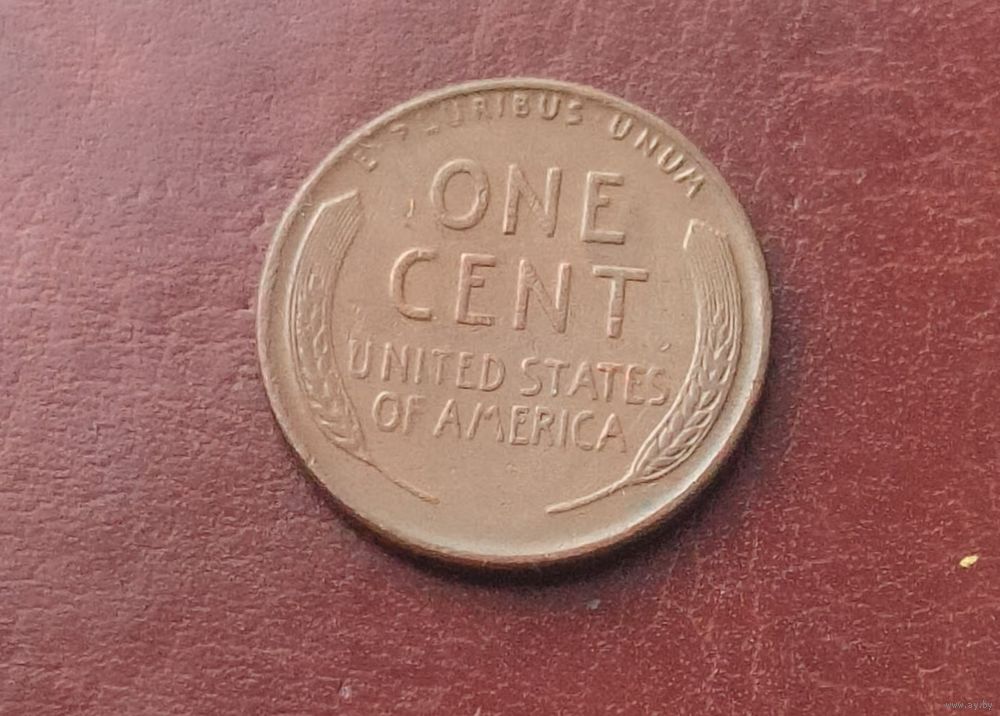 E PLURIBUS UNUM
ONE
CENT
UNITED STATES
OF AMERICA
www.ay.by